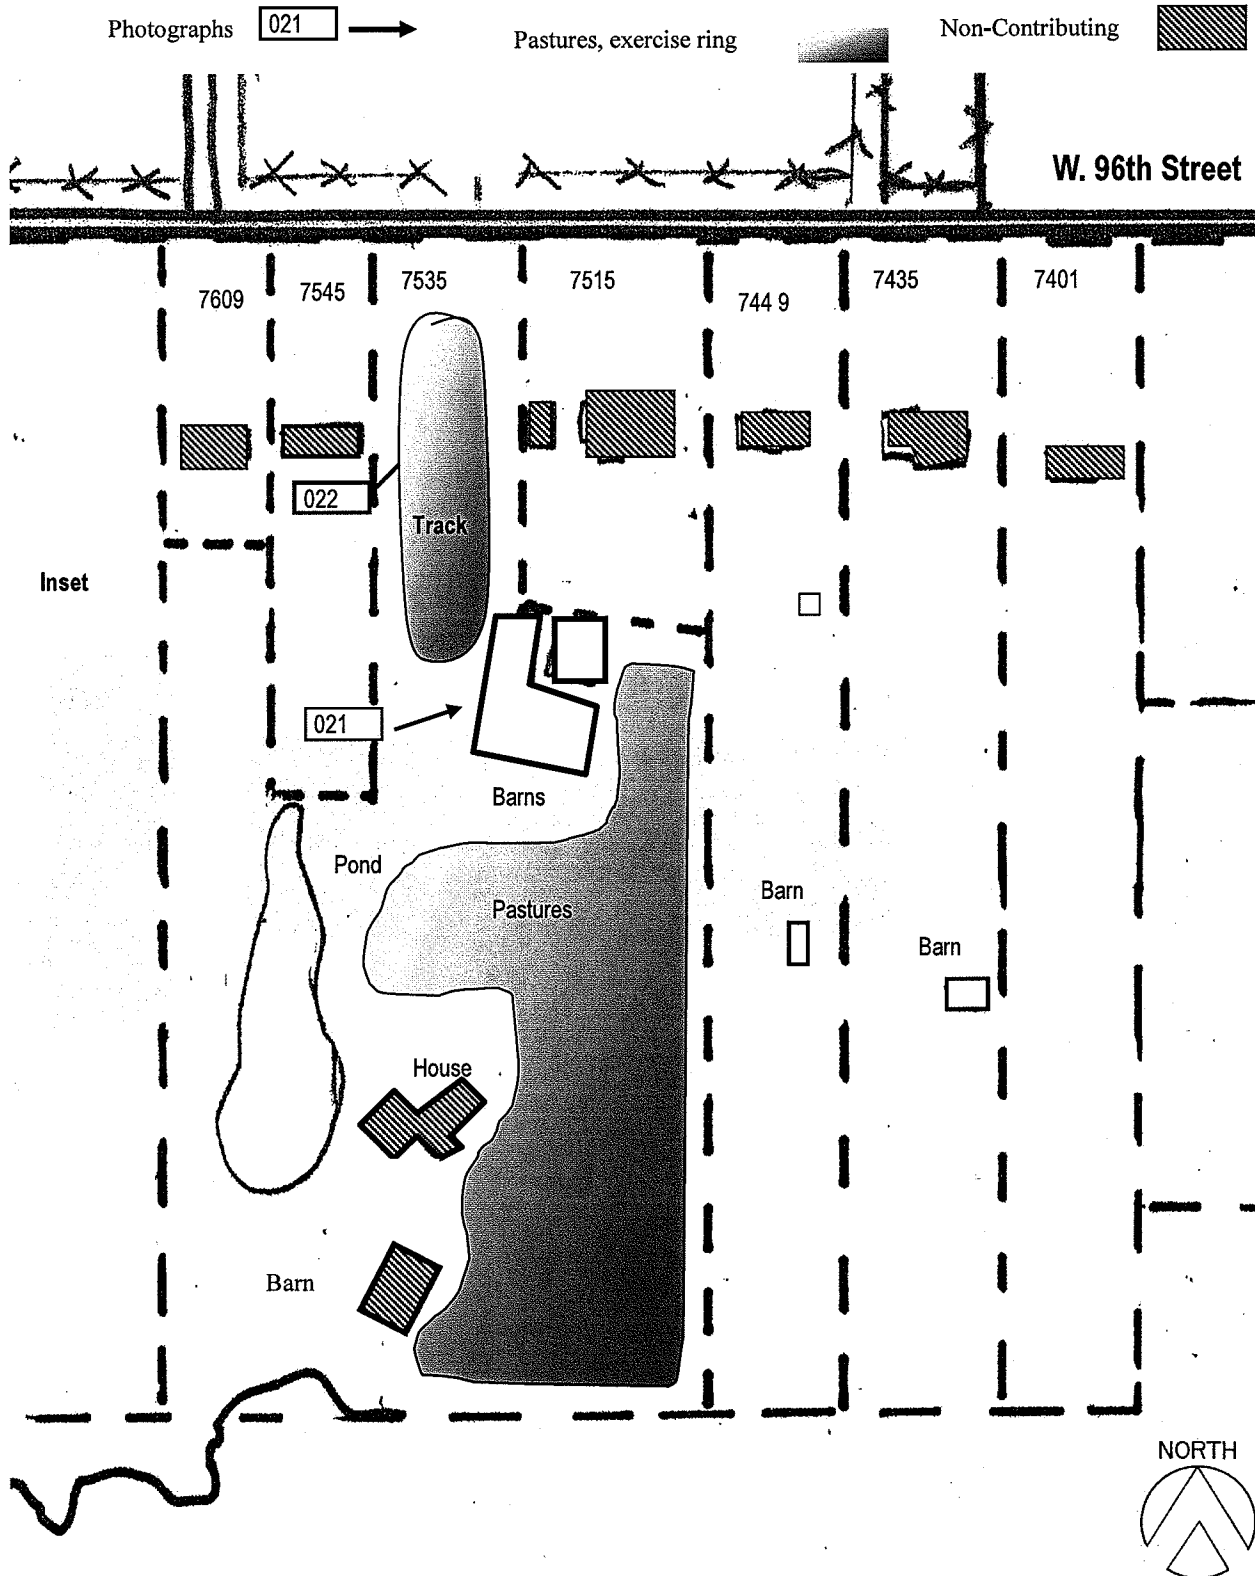 Photographs 021
Pastures, exercise ring
Non-Contributing
W. 96th Street
7609
7545
7535
7515
744 9
7435
7401
022
Track
Inset
021
Barns
Pond
Pastures
Barn
Barn
House
Barn
NORTH